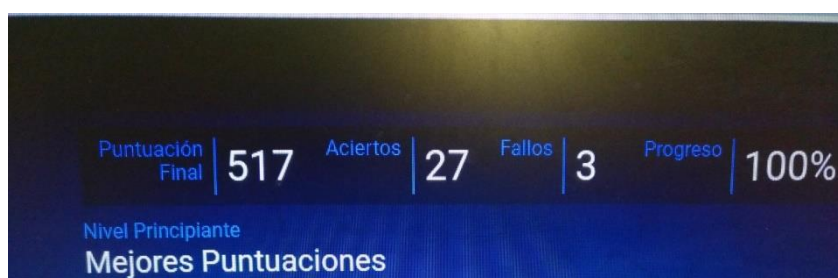 Puntuación Final 517 Aciertos 27 Fallos 3 Progreso 100%
Nivel Principiante
Mejores Puntuaciones